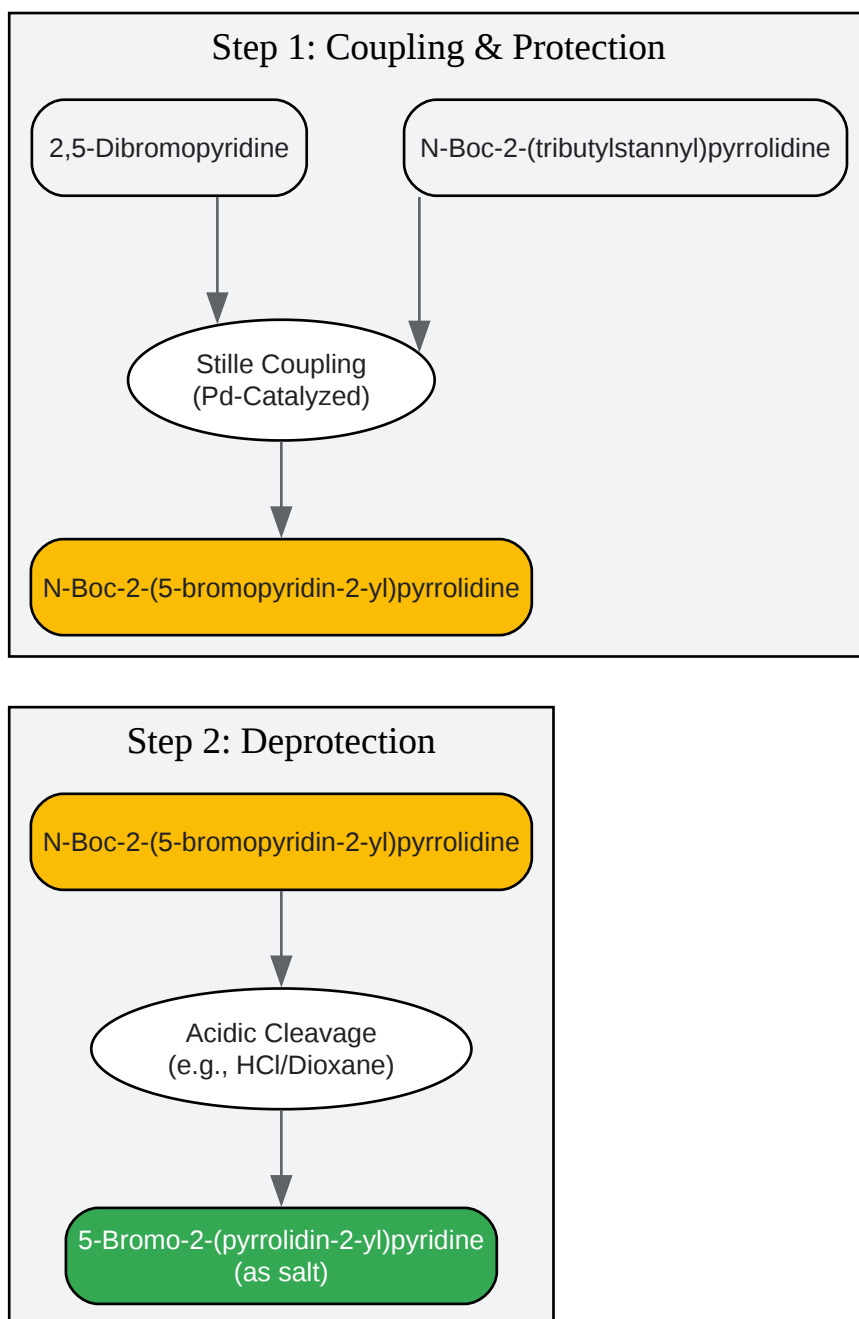 Step 1: Coupling & Protection
2,5-Dibromopyridine
N-Boc-2-(tributylstannyl)pyrrolidine
Stille Coupling
(Pd-Catalyzed)
N-Boc-2-(5-bromopyridin-2-yl)pyrrolidine
Step 2: Deprotection
N-Boc-2-(5-bromopyridin-2-yl)pyrrolidine
Acidic Cleavage
(e.g., HCl/Dioxane)
5-Bromo-2-(pyrrolidin-2-yl)pyridine
(as salt)